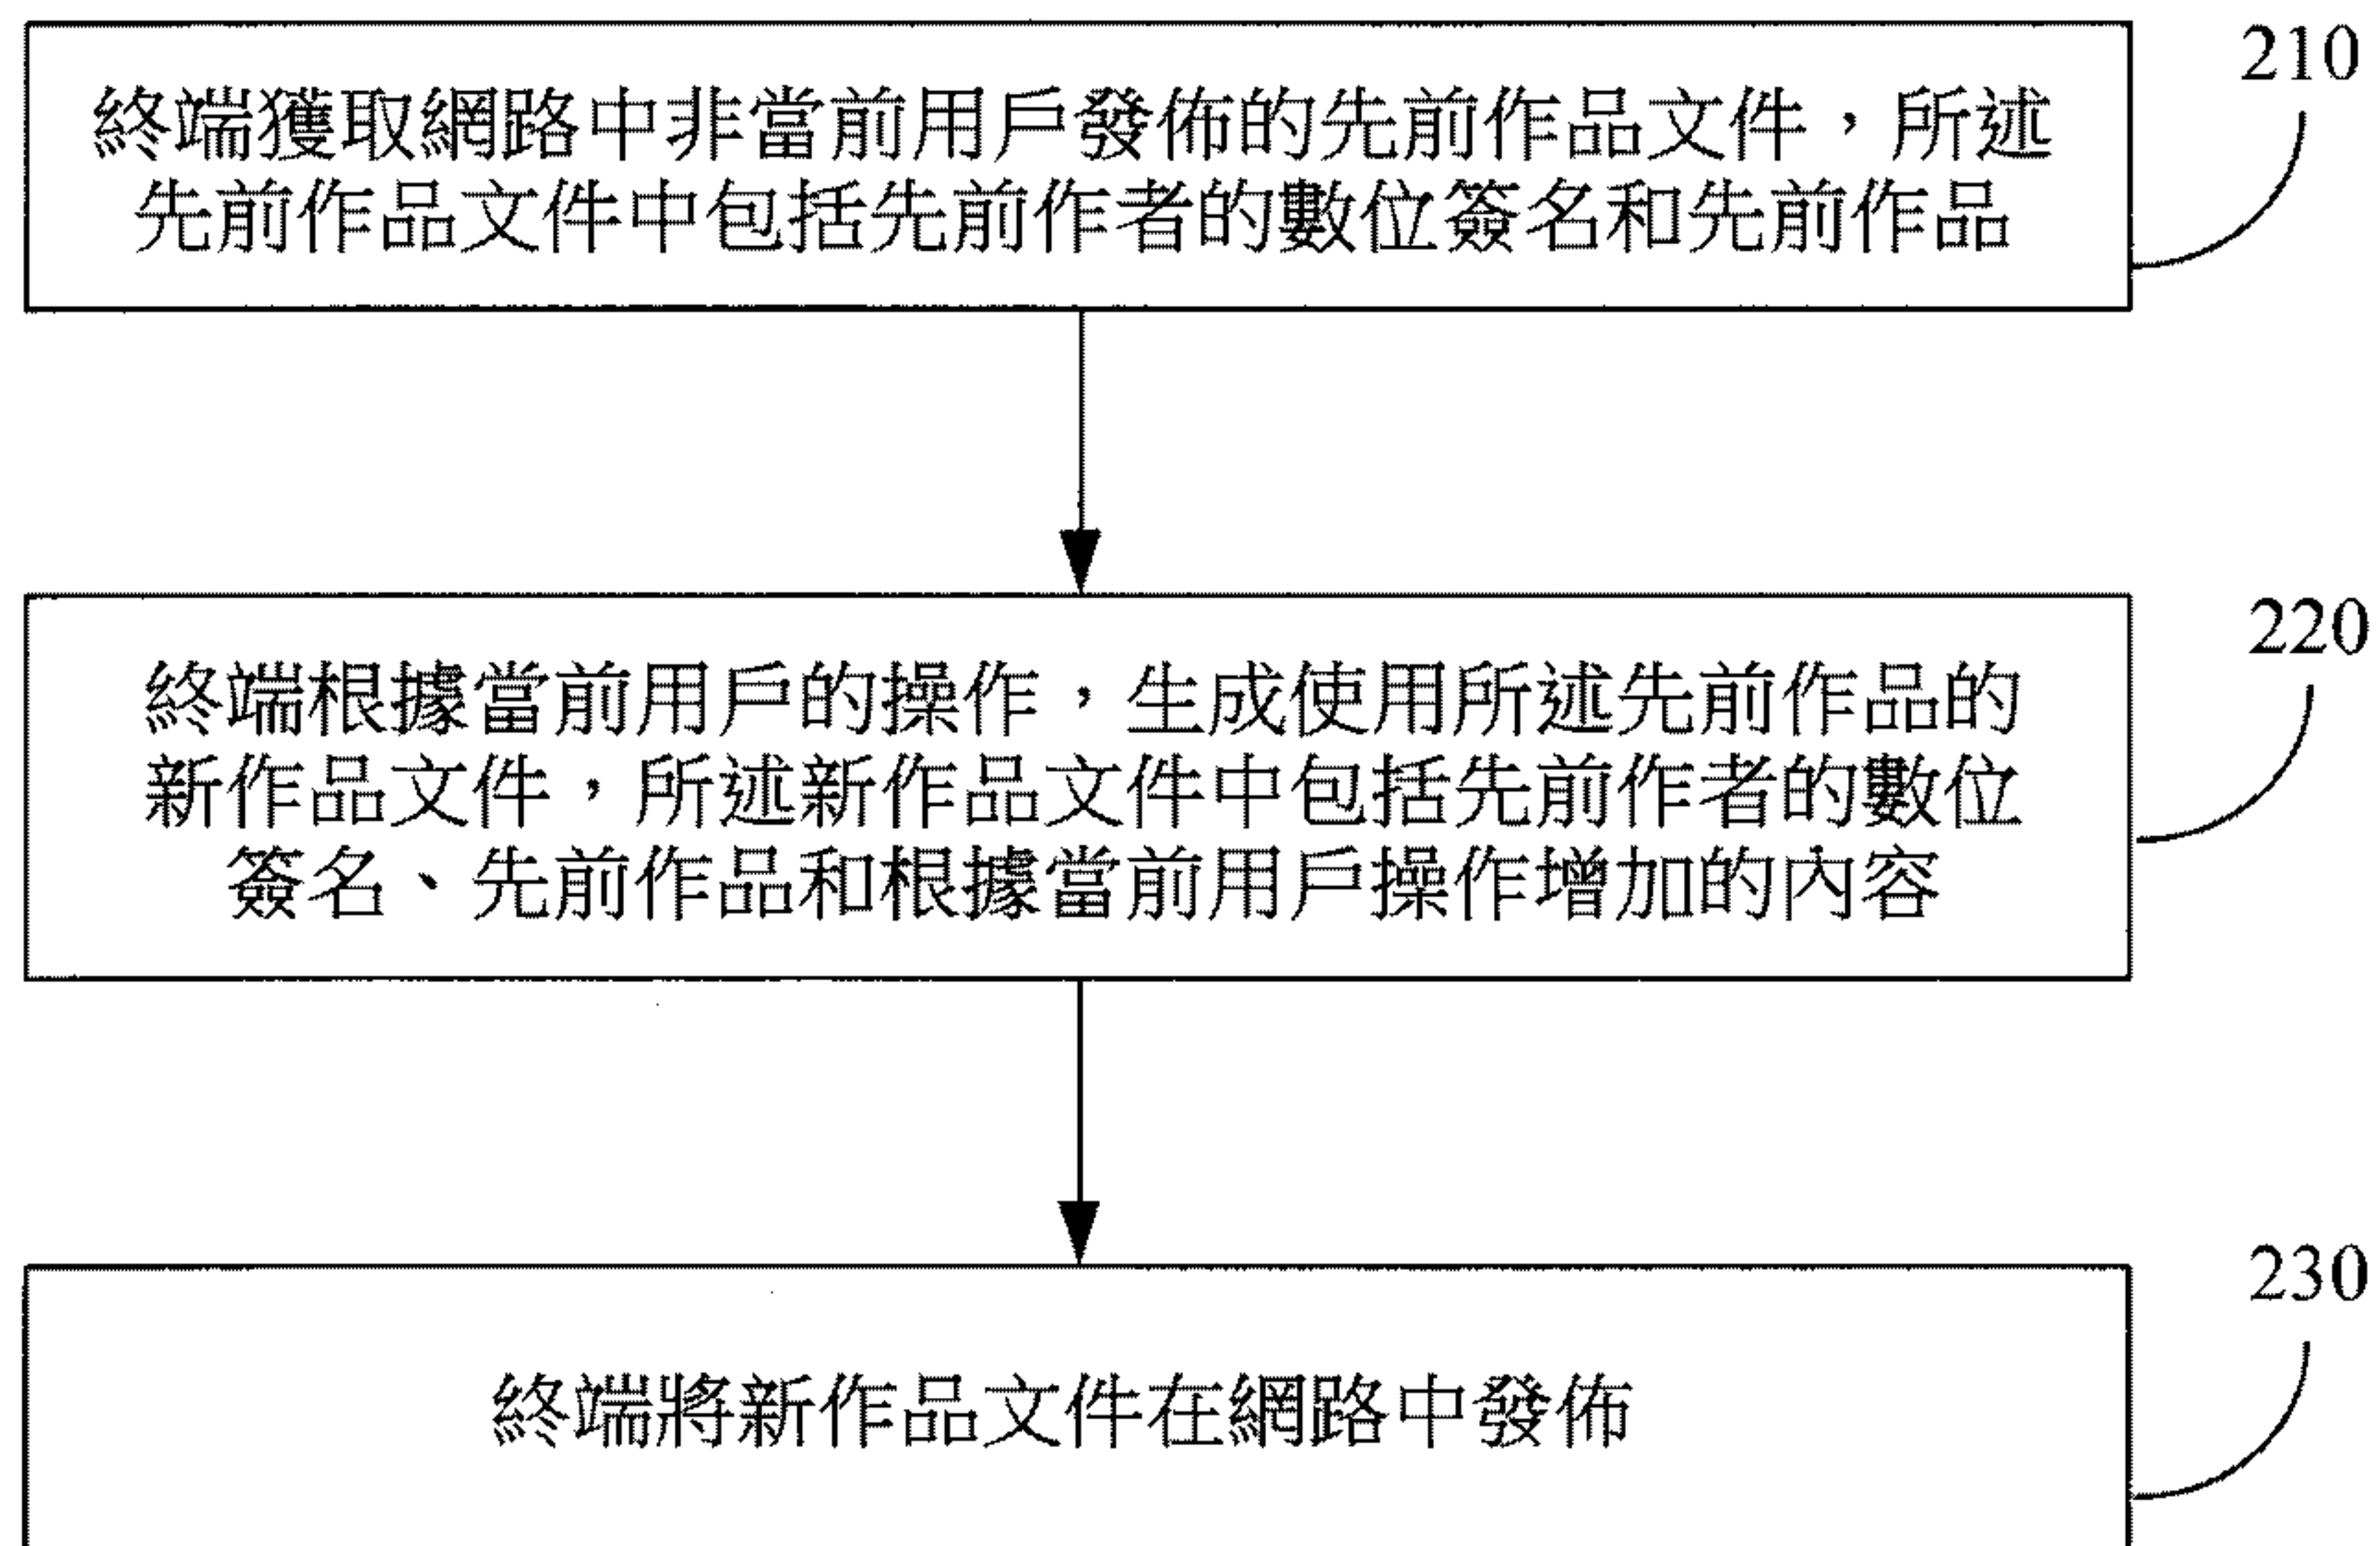 210
終端獲取網路中非當前用戶發佈的先前作品文件，所述
先前作品文件中包括先前作者的數位簽名和先前作品
220
終端根據當前用戶的操作，生成使用所述先前作品的
新作品文件，所述新作品文件中包括先前作者的數位
簽名、先前作品和根據當前用戶操作增加的內容
230
終端將新作品文件在網路中發佈